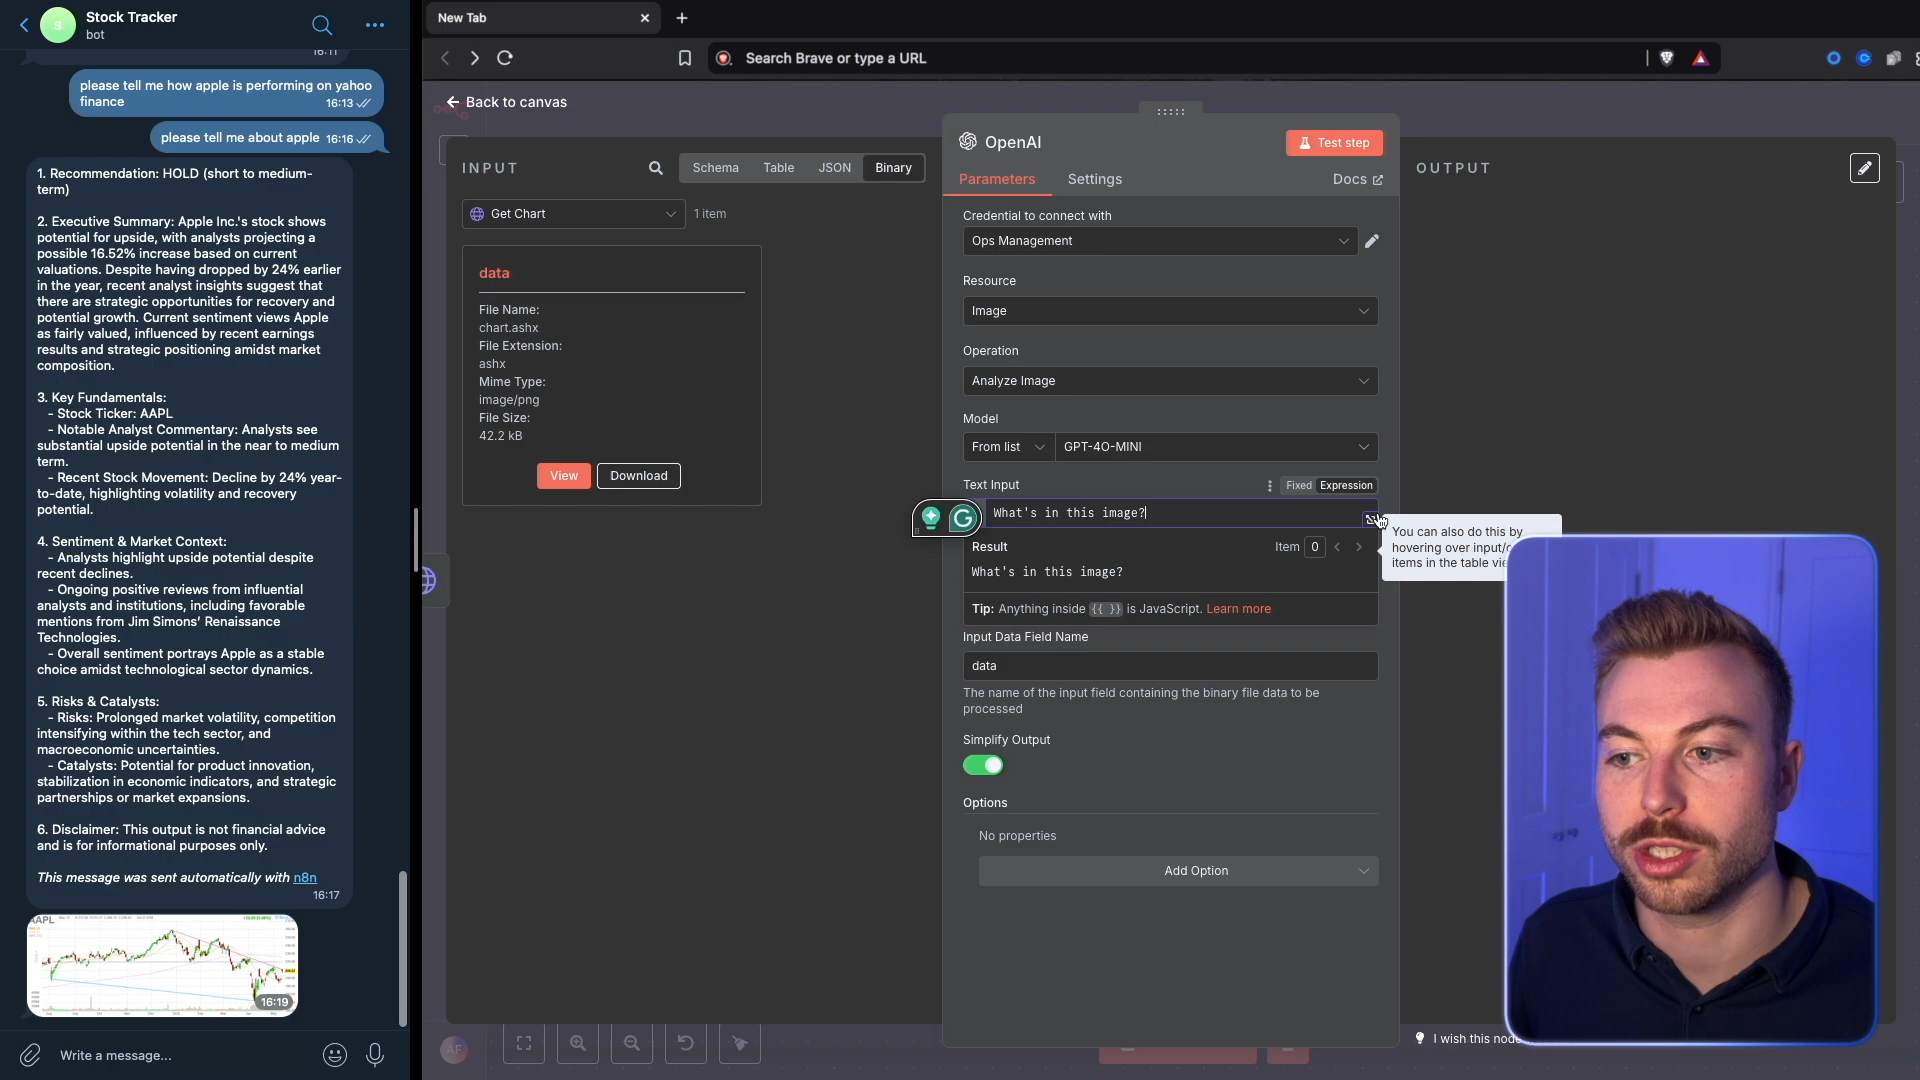 Stock Tracker
bot
16:11
please tell me how apple is performing on yahoo
finance
16:13
please tell me about apple 16:16
1. Recommendation: HOLD (short to medium-
term)
2. Executive Summary: Apple Inc.'s stock shows
potential for upside, with analysts projecting a
possible 16.52% increase based on current
valuations. Despite having dropped by 24% earlier
in the year, recent analyst insights suggest that
there are strategic opportunities for recovery and
potential growth. Current sentiment views Apple
as fairly valued, influenced by recent earnings
results and strategic positioning amidst market
composition.
3. Key Fundamentals:
- Stock Ticker: AAPL
- Notable Analyst Commentary: Analysts see
substantial upside potential in the near to medium
term.
- Recent Stock Movement: Decline by 24% year-
to-date, highlighting volatility and recovery
potential.
4. Sentiment & Market Context:
- Analysts highlight upside potential despite
recent declines.
- Ongoing positive reviews from influential
analysts and institutions, including favorable
mentions from Jim Simons' Renaissance
Technologies.
- Overall sentiment portrays Apple as a stable
choice amidst technological sector dynamics.
5. Risks & Catalysts:
- Risks: Prolonged market volatility, competition
intensifying within the tech sector, and
macroeconomic uncertainties.
- Catalysts: Potential for product innovation,
stabilization in economic indicators, and strategic
partnerships or market expansions.
6. Disclaimer: This output is not financial advice
and is for informational purposes only.
This message was sent automatically with n8n
16:17
AAPL
16:19
Write a message...
New Tab
Search Brave or type a URL
Back to canvas
INPUT
Schema Table JSON Binary
Get Chart
1 item
data
File Name:
chart.ashx
File Extension:
ashx
Mime Type:
image/png
File Size:
42.2 kB
View Download
AF
OpenAI
Test step
Parameters Settings Docs
Credential to connect with
Ops Management
Resource
Image
Operation
Analyze Image
Model
From list GPT-4O-MINI
Text Input
Fixed Expression
What's in this image?
Result
Item 0
What's in this image?
Tip: Anything inside {{ }} is JavaScript. Learn more
Input Data Field Name
data
The name of the input field containing the binary file data to be
processed
Simplify Output
Options
No properties
Add Option
OUTPUT
You can also do this by
hovering over input/
items in the table
I wish this node